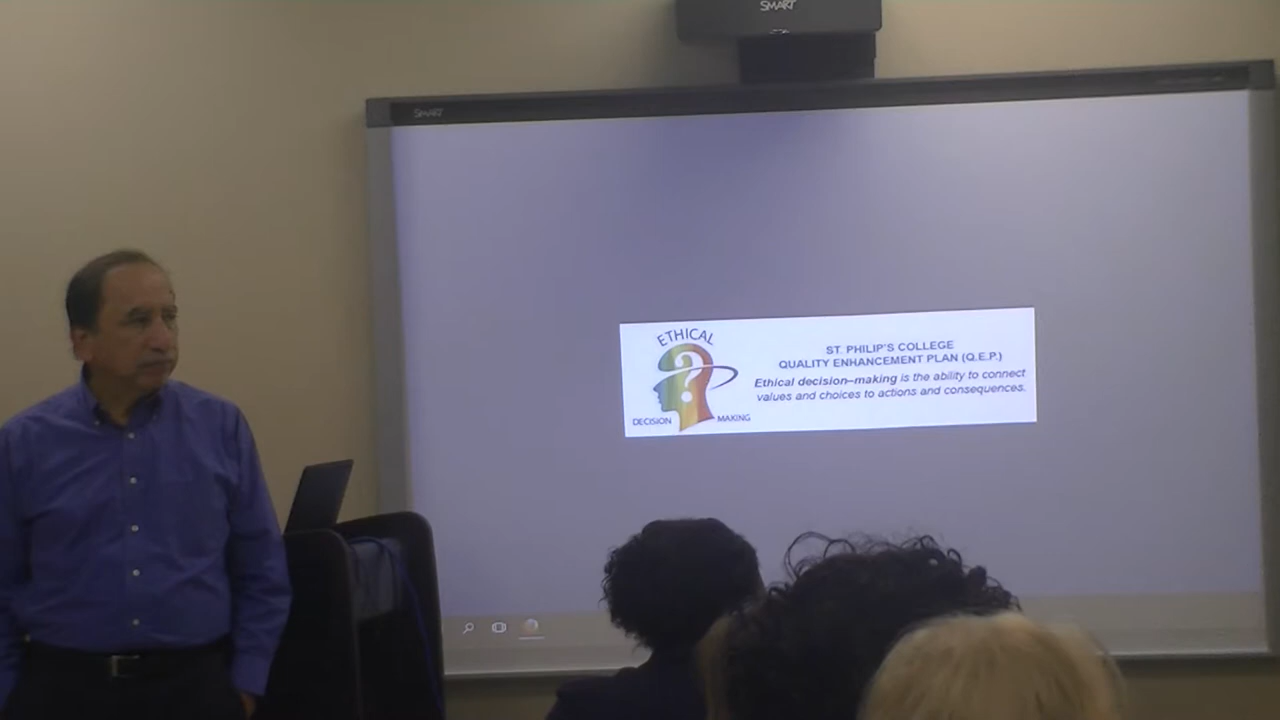 SMART
SMART
ETHICAL
DECISION MAKING
ST. PHILIP'S COLLEGE
QUALITY ENHANCEMENT PLAN (Q.E.P.)
Ethical decision–making is the ability to connect
values and choices to actions and consequences.